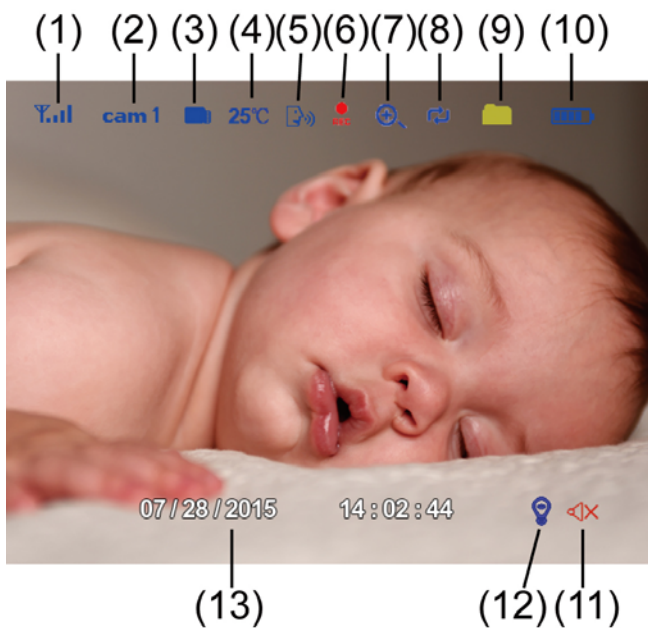 (1) (2) (3) (4) (5) (6) (7) (8) (9) (10)
cam 1 25℃ REC
07 / 28 / 2015 14 : 02 : 44
(13) (12) (11)